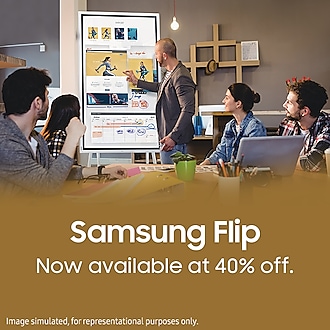 Samsung Flip
Now available at 40% off.
Image simulated, for representational purposes only.